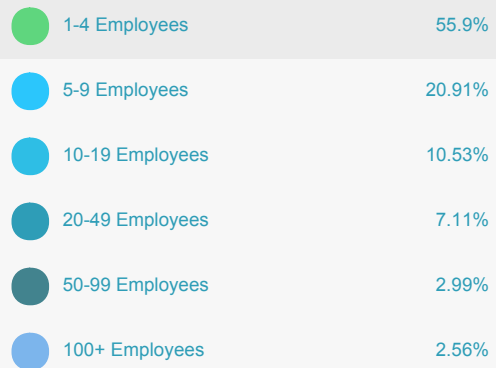 1-4 Employees 55.9%
5-9 Employees 20.91%
10-19 Employees 10.53%
20-49 Employees 7.11%
50-99 Employees 2.99%
100+ Employees 2.56%